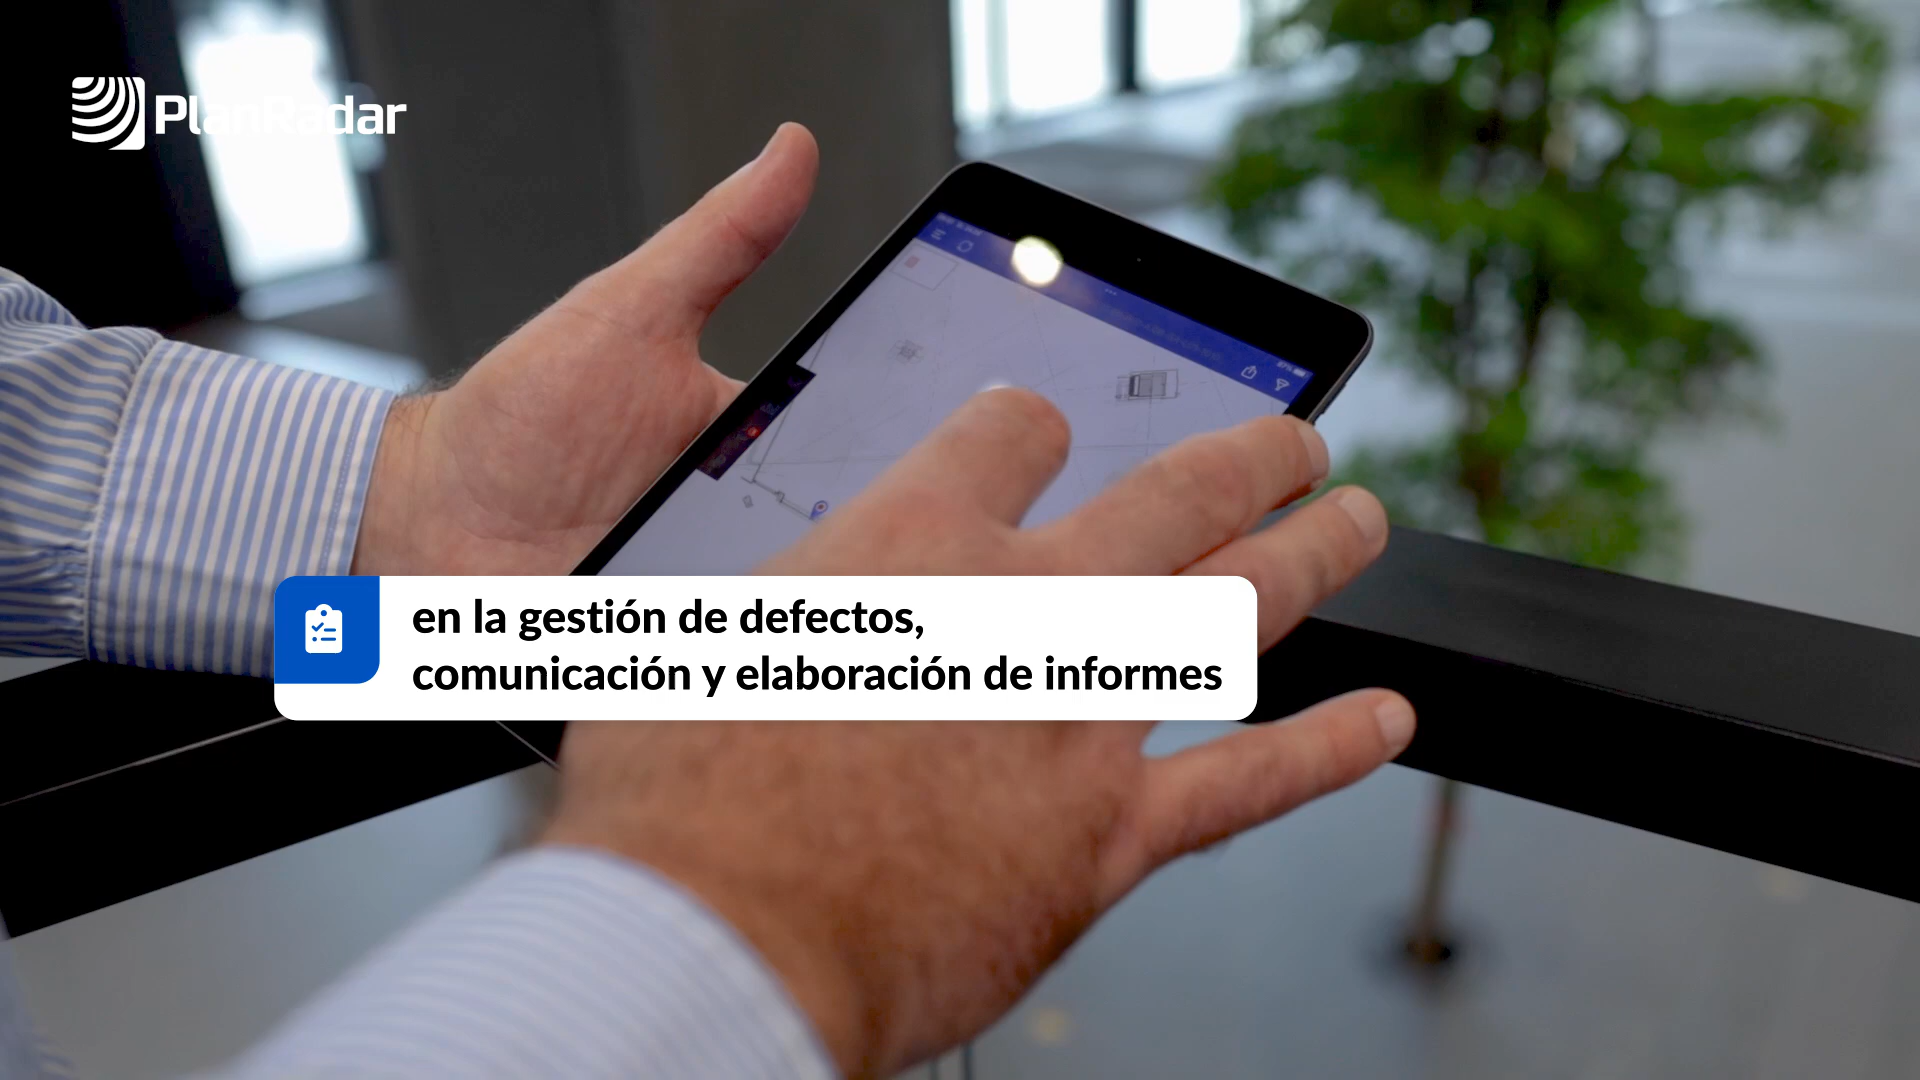 PlanRadar
en la gestión de defectos,
comunicación y elaboración de informes